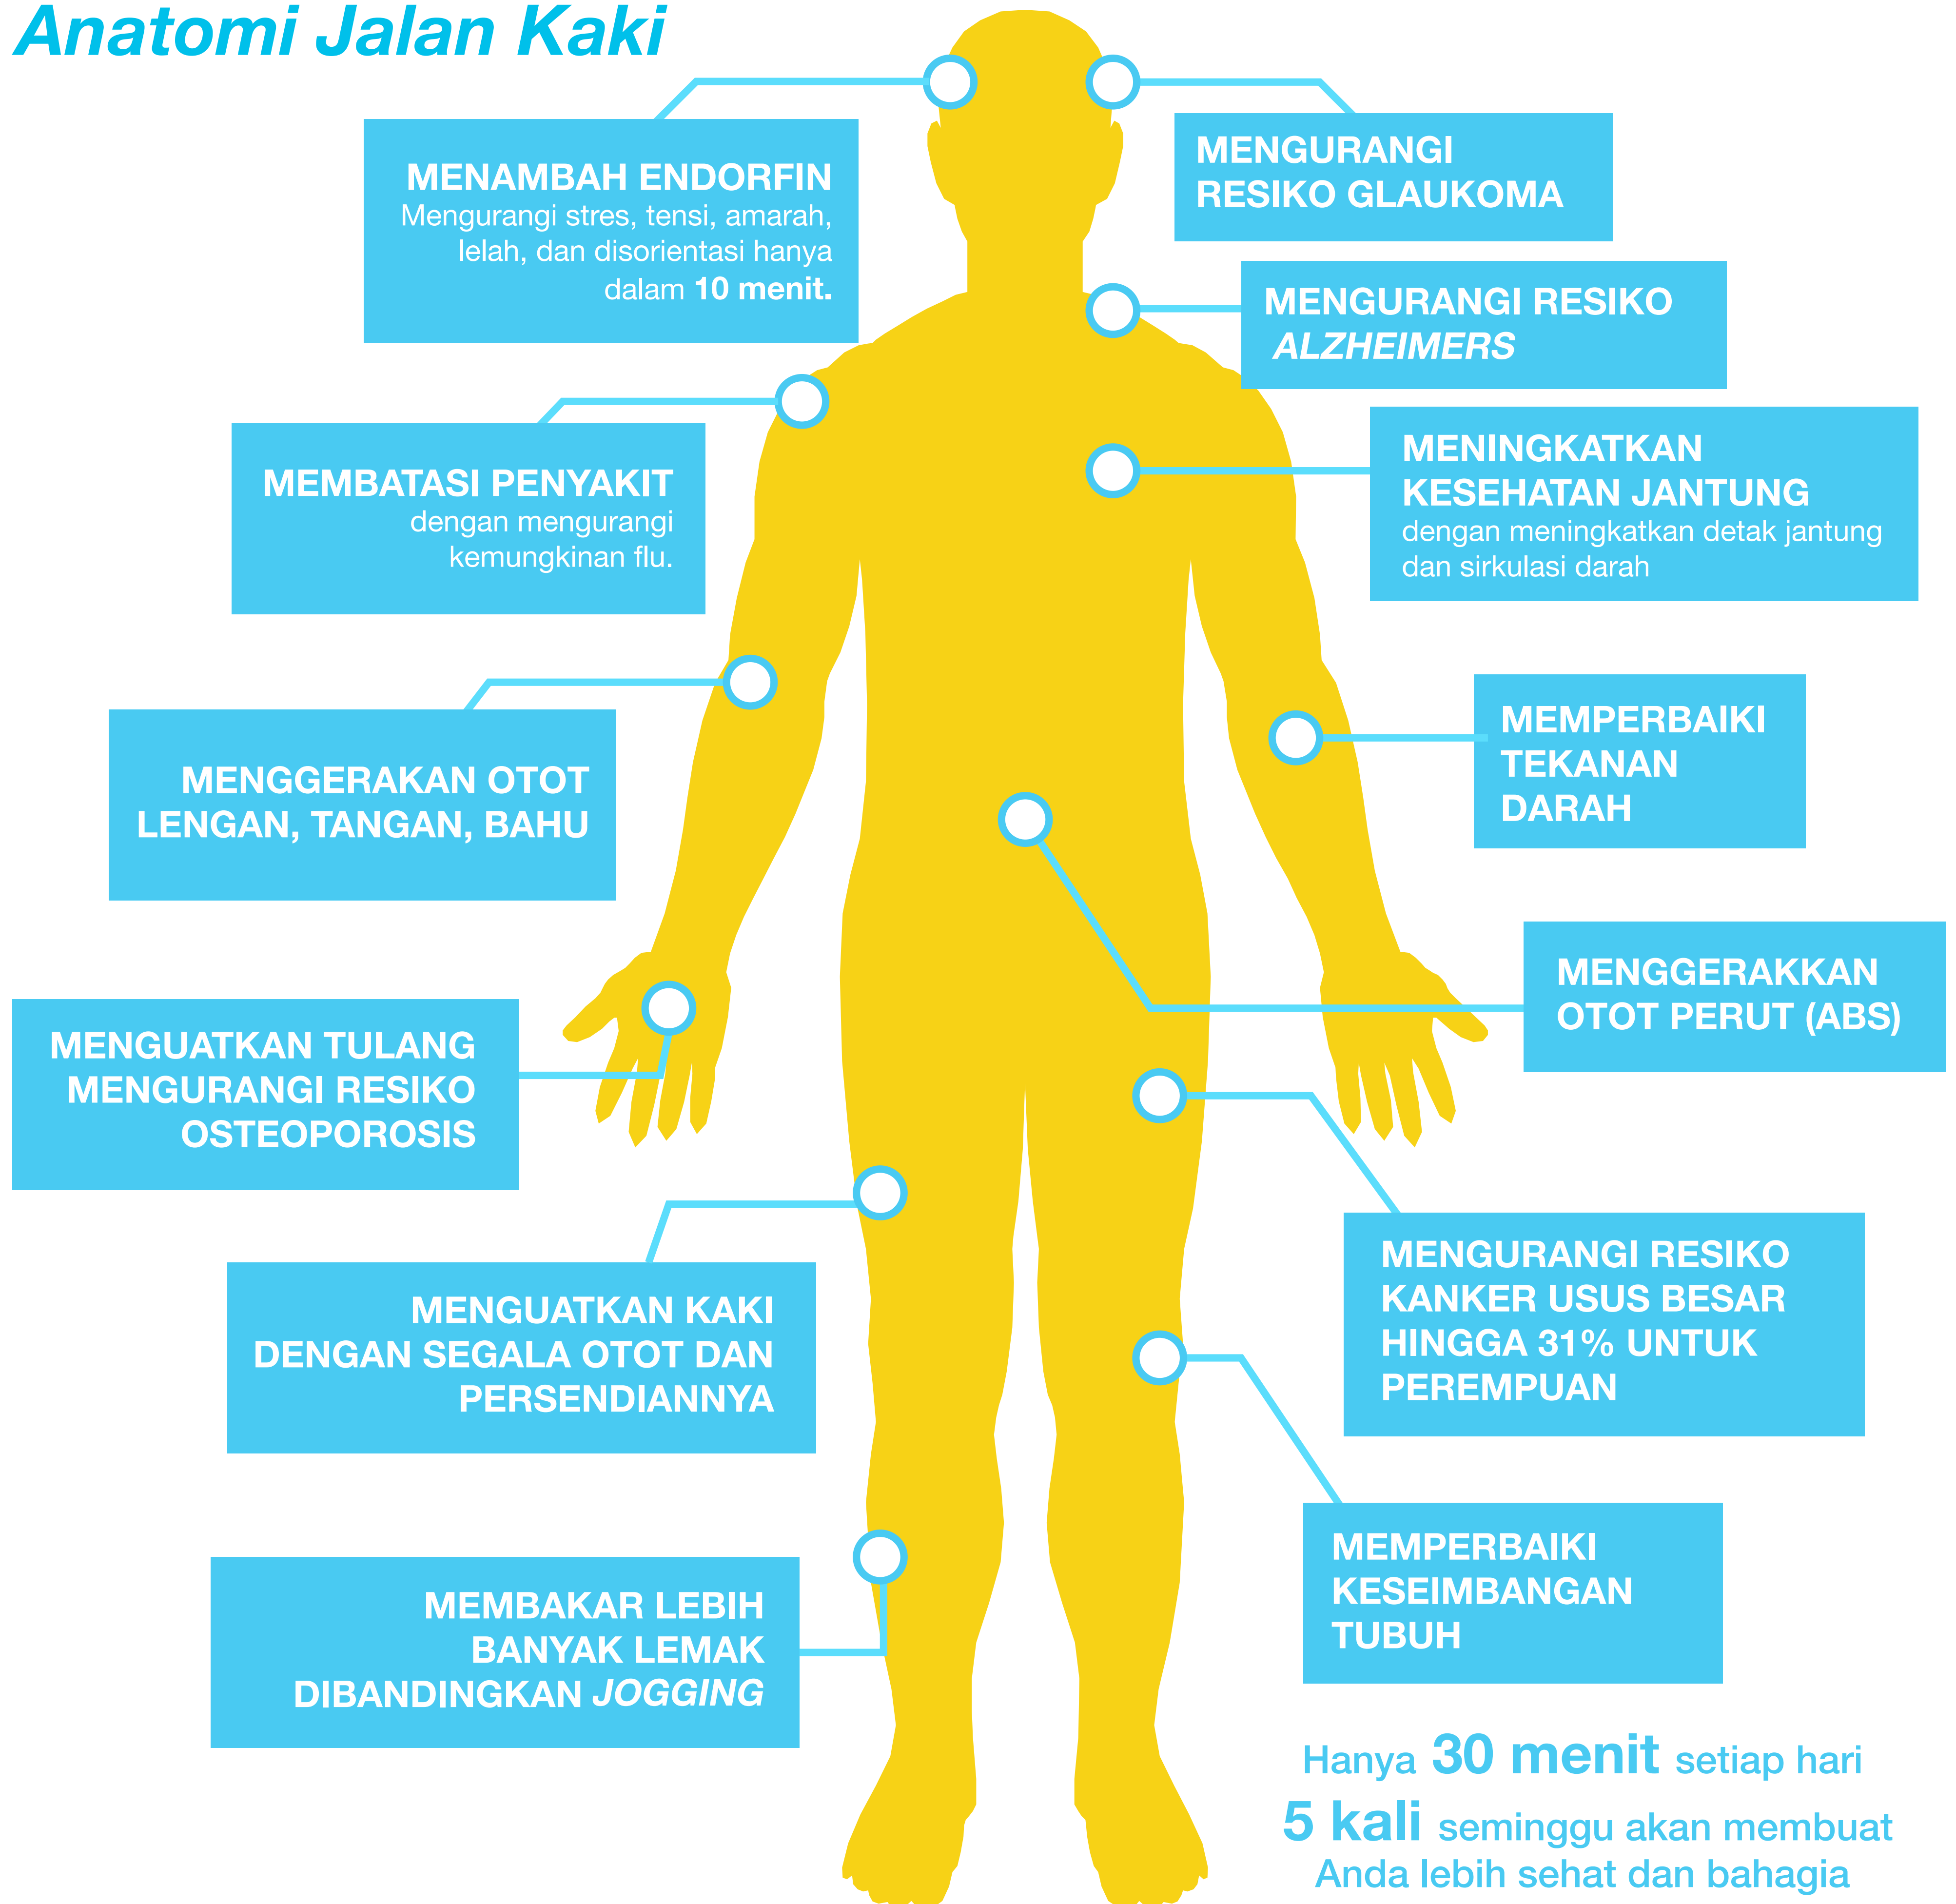 Anatomi Jalan Kaki
MENAMBAH ENDORFIN
Mengurangi stres, tensi, amarah,
lelah, dan disorientasi hanya
dalam 10 menit.
MENGURANGI
RESIKO GLAUKOMA
MENGURANGI RESIKO
ALZHEIMERS
MEMBATASI PENYAKIT
dengan mengurangi
kemungkinan flu.
MENINGKATKAN
KESEHATAN JANTUNG
dengan meningkatkan detak jantung
dan sirkulasi darah
MENGGERAKAN OTOT
LENGAN, TANGAN, BAHU
MEMPERBAIKI
TEKANAN
DARAH
MENGGERAKKAN
OTOT PERUT (ABS)
MENGUATKAN TULANG
MENGURANGI RESIKO
OSTEOPOROSIS
MENGUATKAN KAKI
DENGAN SEGALA OTOT DAN
PERSENDIANNYA
MENGURANGI RESIKO
KANKER USUS BESAR
HINGGA 31% UNTUK
PEREMPUAN
MEMBAKAR LEBIH
BANYAK LEMAK
DIBANDINGKAN JOGGING
MEMPERBAIKI
KESEIMBANGAN
TUBUH
Hanya 30 menit setiap hari
5 kali seminggu akan membuat
Anda lebih sehat dan bahagia